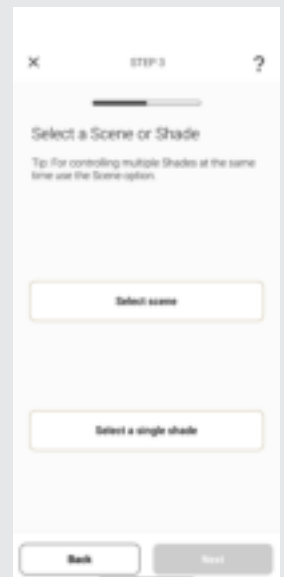 × STEP 3 ?
Select a Scene or Shade
Tip: For controlling multiple Shades at the same
time use the Scene option.
Select scene
Select a single shade
Back Next